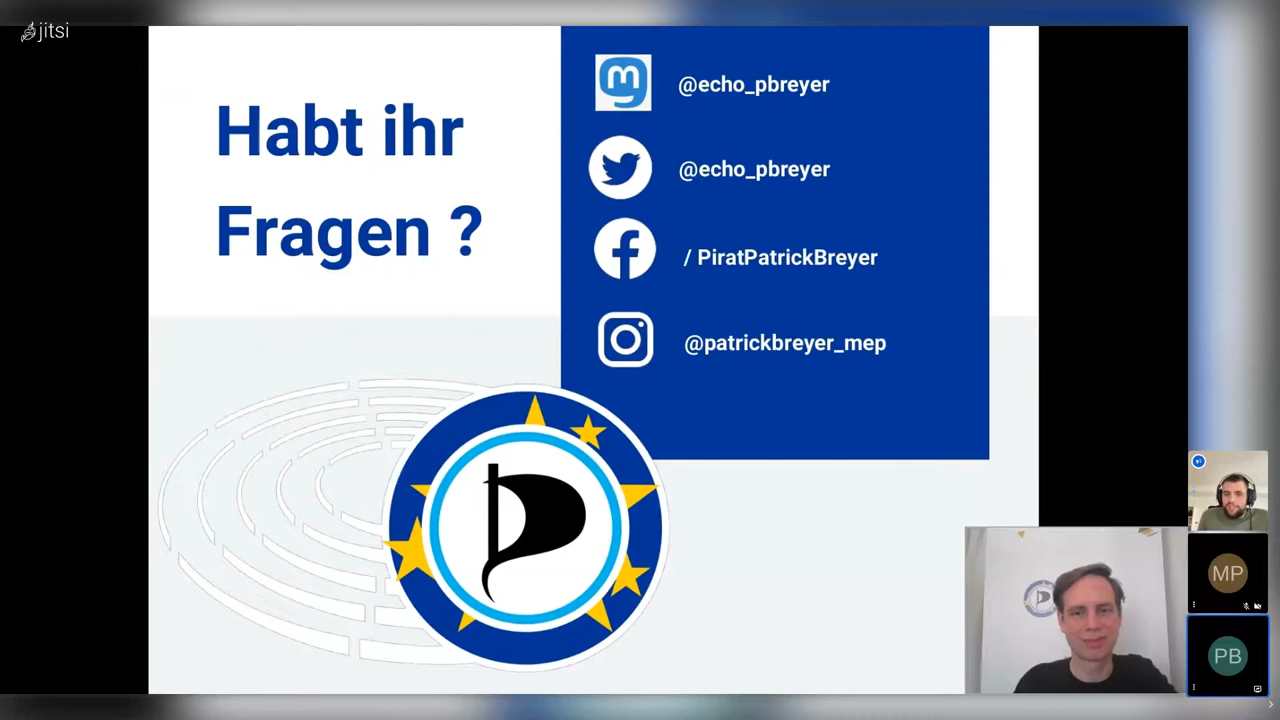 jitsi
Habt ihr
Fragen ?
@echo_pbreyer
@echo_pbreyer
/ PiratPatrickBreyer
@patrickbreyer_mep
MP
PB